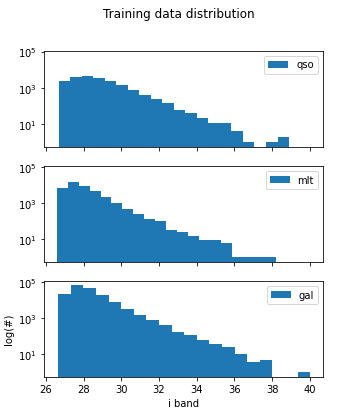 Training data distribution
10^5
10^3
10^1
qso
10^5
10^3
10^1
mlt
10^5
10^3
10^1
gal
log(#)
26 28 30 32 34 36 38 40
i band